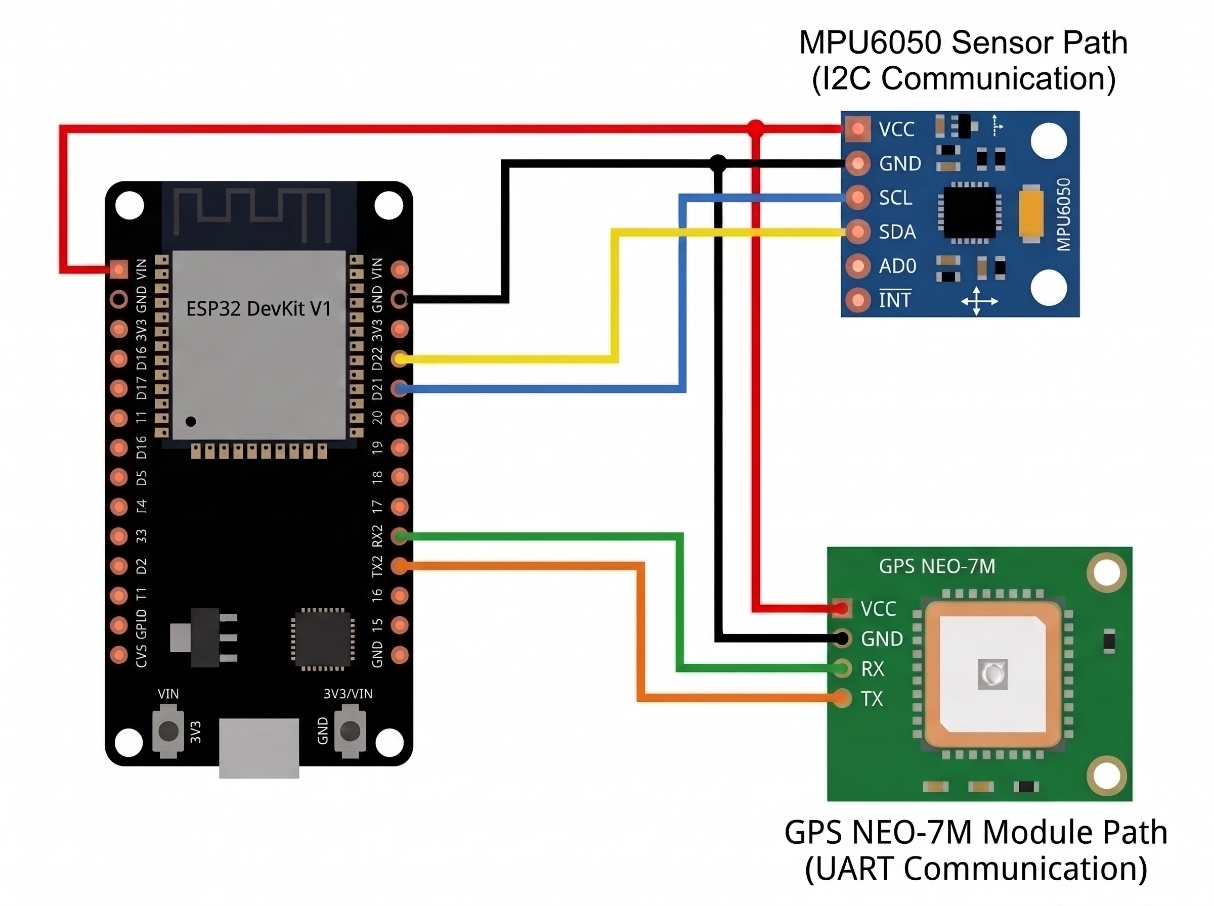 MPU6050 Sensor Path
(I2C Communication)
VCC
GND
SCL
SDA
AD0
INT
MPU6050
ESP32 DevKit V1
VIN
GND
3V3
D16
D17
11
D16
D5
33
D2
T1
GPLD
CVS
VIN
GND
3V3
D22
D21
20
19
18
17
RX2
TX2
16
15
GND
VIN
3V3
3V3/VIN
GND
GPS NEO-7M
VCC
GND
RX
TX
GPS NEO-7M Module Path
(UART Communication)